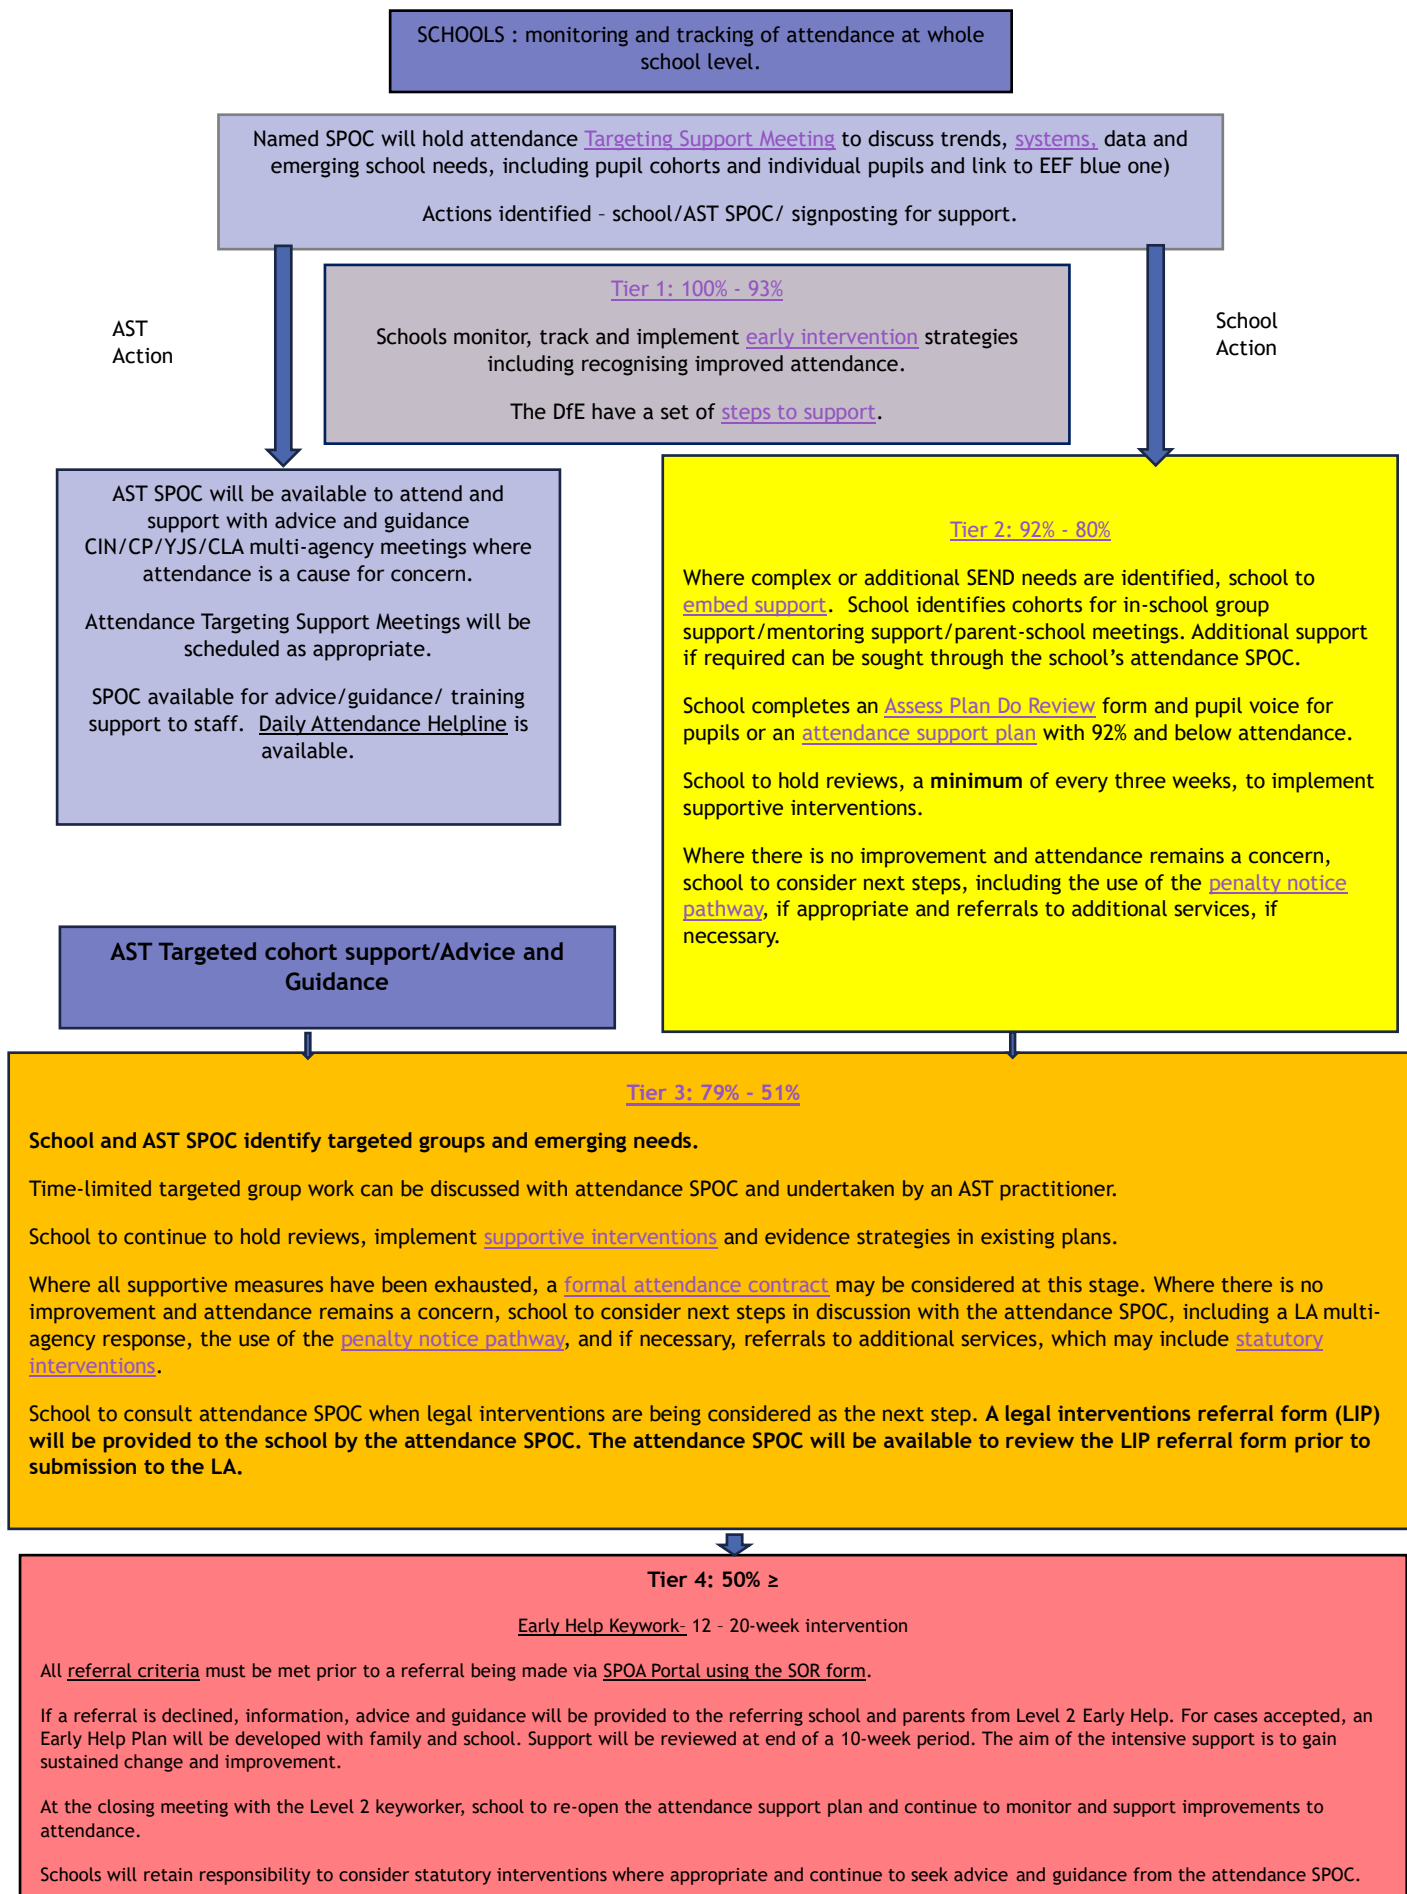 SCHOOLS : monitoring and tracking of attendance at whole
school level.
Named SPOC will hold attendance Targeting Support Meeting to discuss trends, systems, data and
emerging school needs, including pupil cohorts and individual pupils and link to EEF blue one)
Actions identified – school/AST SPOC/ signposting for support.
AST
Action
Tier 1: 100% - 93%
Schools monitor, track and implement early intervention strategies
including recognising improved attendance.
The DfE have a set of steps to support.
School
Action
AST SPOC will be available to attend and
support with advice and guidance
CIN/CP/YJS/CLA multi-agency meetings where
attendance is a cause for concern.
Attendance Targeting Support Meetings will be
scheduled as appropriate.
SPOC available for advice/guidance/ training
support to staff. Daily Attendance Helpline is
available.
Tier 2: 92% - 80%
Where complex or additional SEND needs are identified, school to
embed support. School identifies cohorts for in-school group
support/mentoring support/parent-school meetings. Additional support
if required can be sought through the school’s attendance SPOC.
School completes an Assess Plan Do Review form and pupil voice for
pupils or an attendance support plan with 92% and below attendance.
School to hold reviews, a minimum of every three weeks, to implement
supportive interventions.
Where there is no improvement and attendance remains a concern,
school to consider next steps, including the use of the penalty notice
pathway, if appropriate and referrals to additional services, if
necessary.
AST Targeted cohort support/Advice and
Guidance
Tier 3: 79% - 51%
School and AST SPOC identify targeted groups and emerging needs.
Time-limited targeted group work can be discussed with attendance SPOC and undertaken by an AST practitioner.
School to continue to hold reviews, implement supportive interventions and evidence strategies in existing plans.
Where all supportive measures have been exhausted, a formal attendance contract may be considered at this stage. Where there is no
improvement and attendance remains a concern, school to consider next steps in discussion with the attendance SPOC, including a LA multi-
agency response, the use of the penalty notice pathway, and if necessary, referrals to additional services, which may include statutory
interventions.
School to consult attendance SPOC when legal interventions are being considered as the next step. A legal interventions referral form (LIP)
will be provided to the school by the attendance SPOC. The attendance SPOC will be available to review the LIP referral form prior to
submission to the LA.
Tier 4: 50% ≥
Early Help Keywork– 12 – 20-week intervention
All referral criteria must be met prior to a referral being made via SPOA Portal using the SOR form.
If a referral is declined, information, advice and guidance will be provided to the referring school and parents from Level 2 Early Help. For cases accepted, an
Early Help Plan will be developed with family and school. Support will be reviewed at end of a 10-week period. The aim of the intensive support is to gain
sustained change and improvement.
At the closing meeting with the Level 2 keyworker, school to re-open the attendance support plan and continue to monitor and support improvements to
attendance.
Schools will retain responsibility to consider statutory interventions where appropriate and continue to seek advice and guidance from the attendance SPOC.